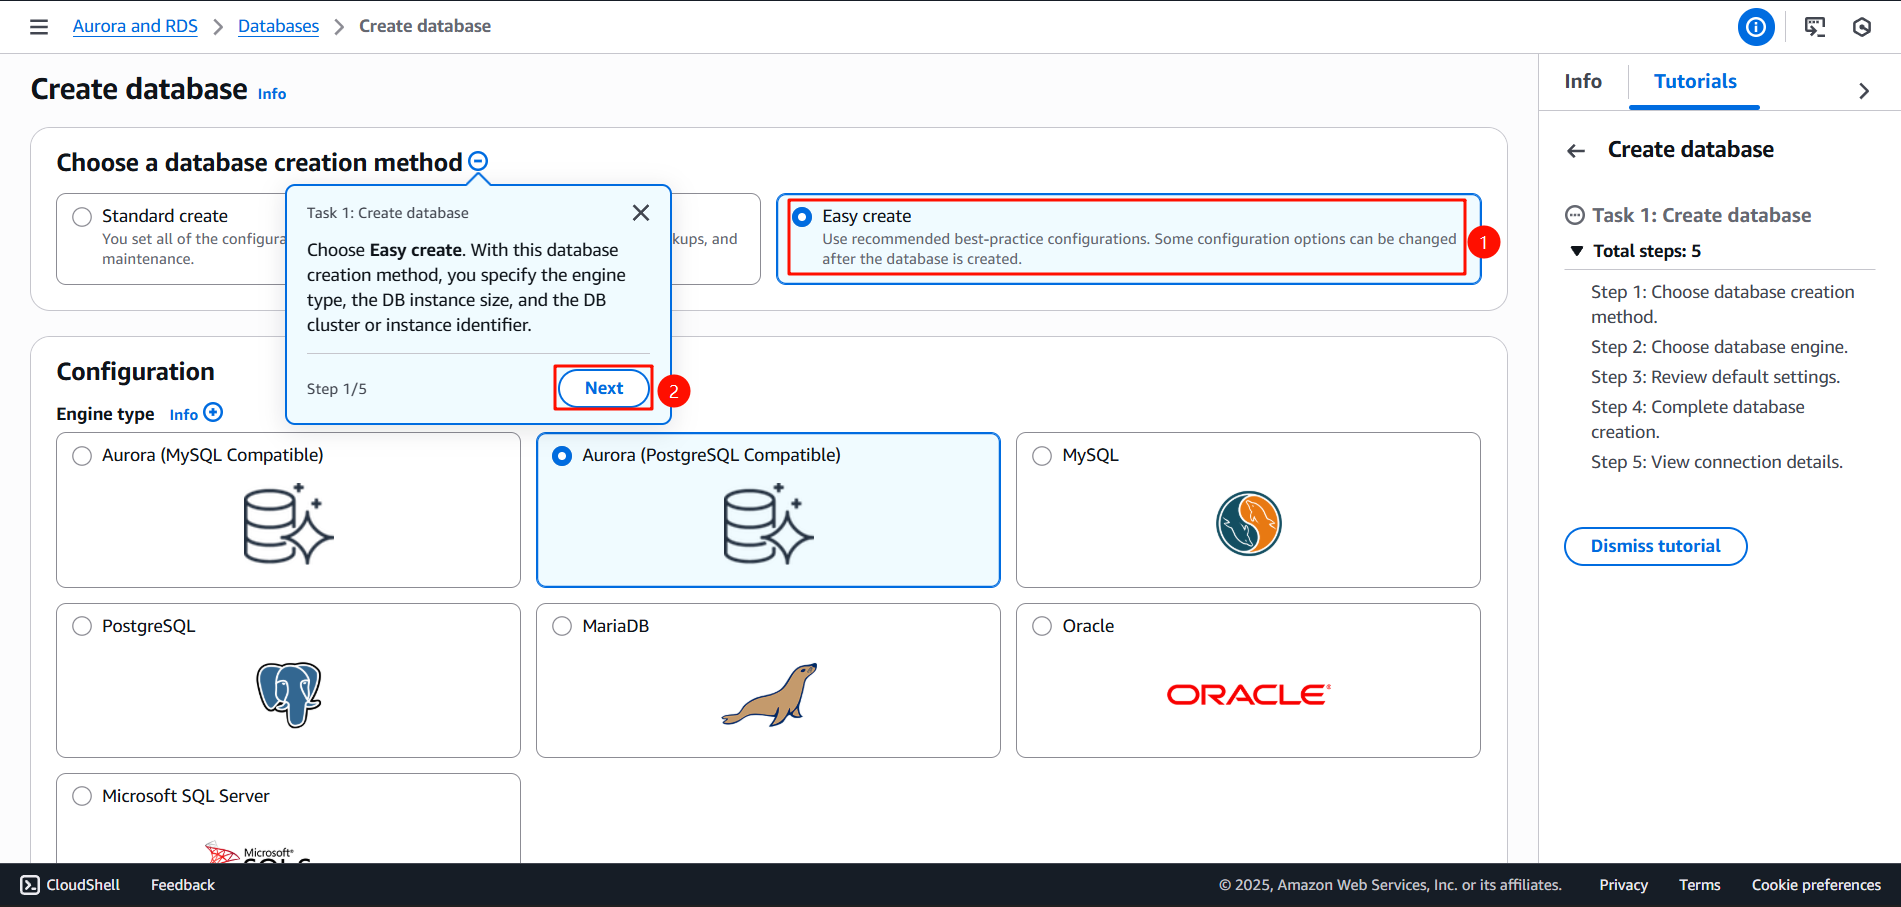 Aurora and RDS > Databases > Create database
Create database Info
Choose a database creation method
Standard create
You set all of the configura
kups, and
maintenance.
Easy create
Use recommended best-practice configurations. Some configuration options can be changed
after the database is created.
1
Task 1: Create database
Choose Easy create. With this database
creation method, you specify the engine
type, the DB instance size, and the DB
cluster or instance identifier.
Step 1/5
Next
2
Configuration
Engine type Info
Aurora (MySQL Compatible)
Aurora (PostgreSQL Compatible)
MySQL
PostgreSQL
MariaDB
Oracle
ORACLE®
Microsoft SQL Server
Microsoft®
Info
Tutorials
Create database
Task 1: Create database
Total steps: 5
Step 1: Choose database creation
method.
Step 2: Choose database engine.
Step 3: Review default settings.
Step 4: Complete database
creation.
Step 5: View connection details.
Dismiss tutorial
CloudShell
Feedback
© 2025, Amazon Web Services, Inc. or its affiliates.
Privacy
Terms
Cookie preferences